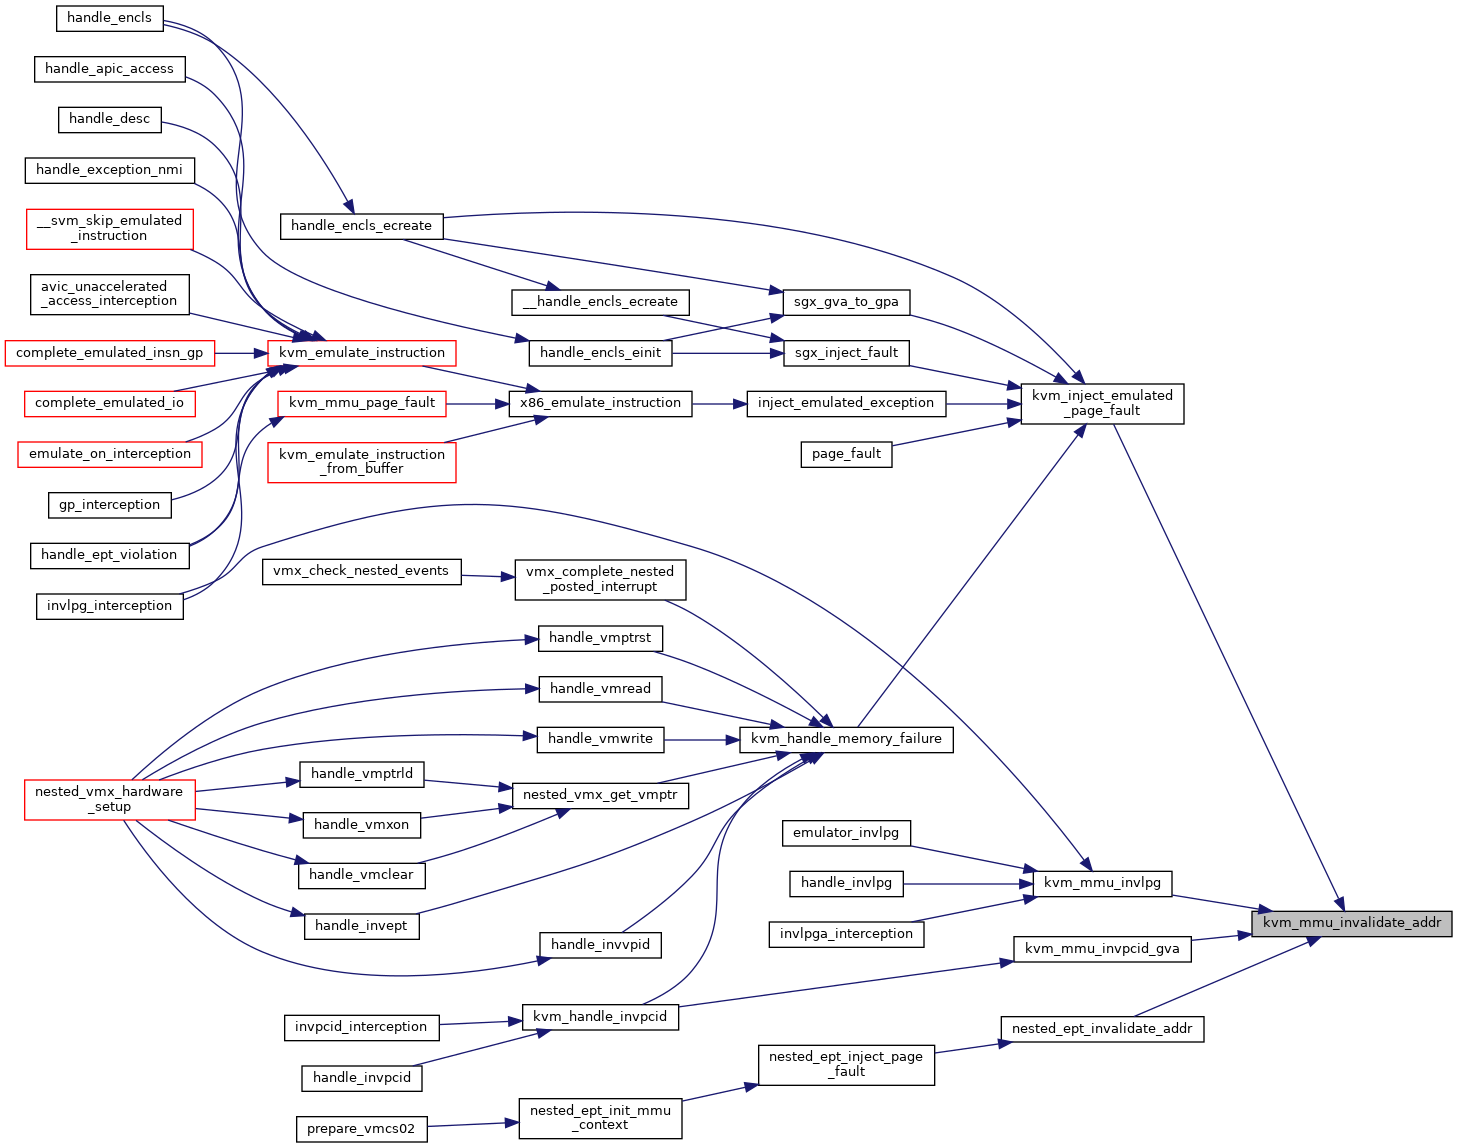 handle_encls
handle_apic_access
handle_desc
handle_exception_nmi
__svm_skip_emulated
_instruction
avic_unaccelerated
_access_interception
complete_emulated_insn_gp
complete_emulated_io
emulate_on_interception
gp_interception
handle_ept_violation
invlpg_interception
nested_vmx_hardware
_setup
handle_encls_ecreate
kvm_emulate_instruction
kvm_mmu_page_fault
kvm_emulate_instruction
_from_buffer
vmx_check_nested_events
handle_vmptrld
handle_vmxon
handle_vmclear
handle_invept
invpcid_interception
handle_invpcid
prepare_vmcs02
__handle_encls_ecreate
handle_encls_einit
x86_emulate_instruction
vmx_complete_nested
_posted_interrupt
handle_vmptrst
handle_vmread
handle_vmwrite
nested_vmx_get_vmptr
handle_invvpid
kvm_handle_invpcid
nested_ept_init_mmu
_context
sgx_gva_to_gpa
sgx_inject_fault
inject_emulated_exception
page_fault
kvm_handle_memory_failure
emulator_invlpg
handle_invlpg
invlpga_interception
nested_ept_inject_page
_fault
kvm_inject_emulated
_page_fault
kvm_mmu_invlpg
kvm_mmu_invpcid_gva
nested_ept_invalidate_addr
kvm_mmu_invalidate_addr